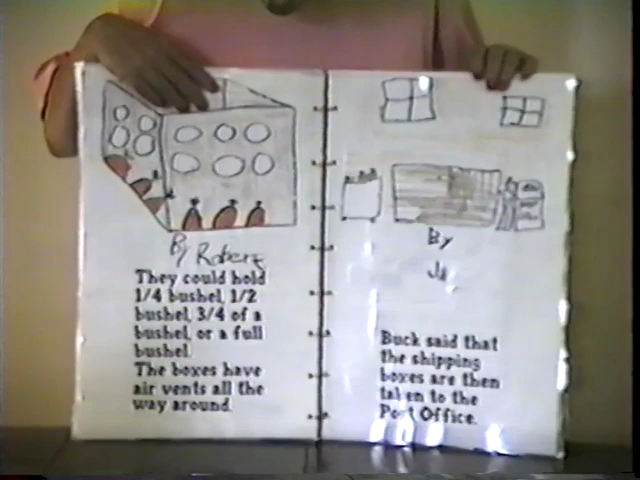 By Robert
They could hold
1/4 bushel, 1/2
bushel, 3/4 of a
bushel, or a full
bushel.
The boxes have
air vents all the
way around.
By
Buck said that
the shipping
boxes are then
taken to the
Post Office.